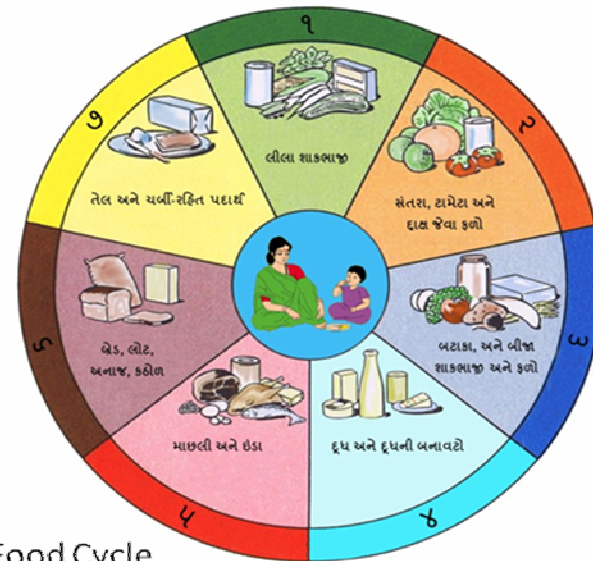 ૧
લીલા શાકભાજી
૨
સંતરા, ટામેટા અને
દ્રાક્ષ જેવા ફળો
૩
બટાકા, અને બીજા
શાકભાજી અને ફળો
૪
દૂધ અને દૂધની બનાવટો
૫
માછલી અને ઇંડા
૬
બ્રેડ, લોટ,
અનાજ, કઠોળ
૭
તેલ અને ચર્બી-રહિત પદાર્થ
Food Cycle